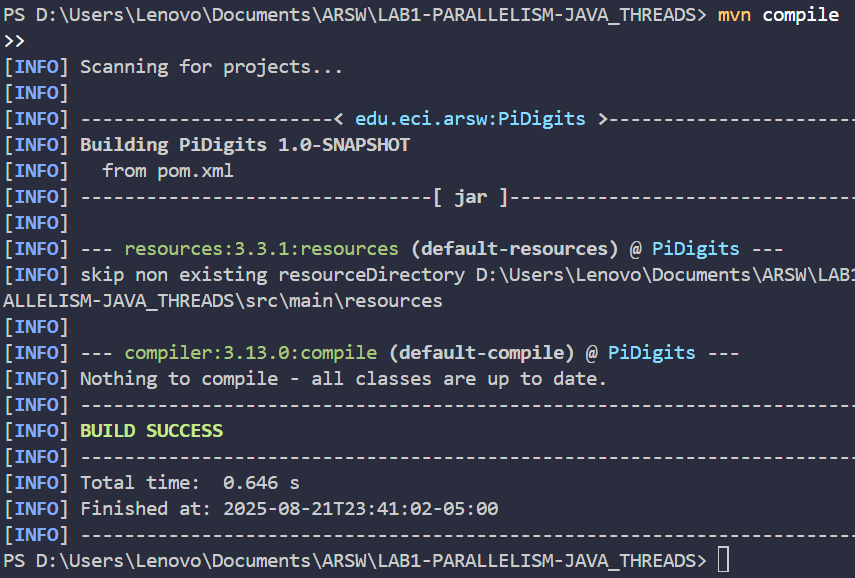 PS D:\Users\Lenovo\Documents\ARSW\LAB1-PARALLELISM-JAVA_THREADS> mvn compile
>>
[INFO] Scanning for projects...
[INFO]
[INFO] -----------------------< edu.eci.arsw:PiDigits >-----------------------
[INFO] Building PiDigits 1.0-SNAPSHOT
[INFO]   from pom.xml
[INFO] --------------------------------[ jar ]--------------------------------
[INFO]
[INFO] --- resources:3.3.1:resources (default-resources) @ PiDigits ---
[INFO] skip non existing resourceDirectory D:\Users\Lenovo\Documents\ARSW\LAB1
ALLELISM-JAVA_THREADS\src\main\resources
[INFO]
[INFO] --- compiler:3.13.0:compile (default-compile) @ PiDigits ---
[INFO] Nothing to compile - all classes are up to date.
[INFO] -----------------------------------------------------------------------
[INFO] BUILD SUCCESS
[INFO] -----------------------------------------------------------------------
[INFO] Total time:  0.646 s
[INFO] Finished at: 2025-08-21T23:41:02-05:00
[INFO] -----------------------------------------------------------------------
PS D:\Users\Lenovo\Documents\ARSW\LAB1-PARALLELISM-JAVA_THREADS>